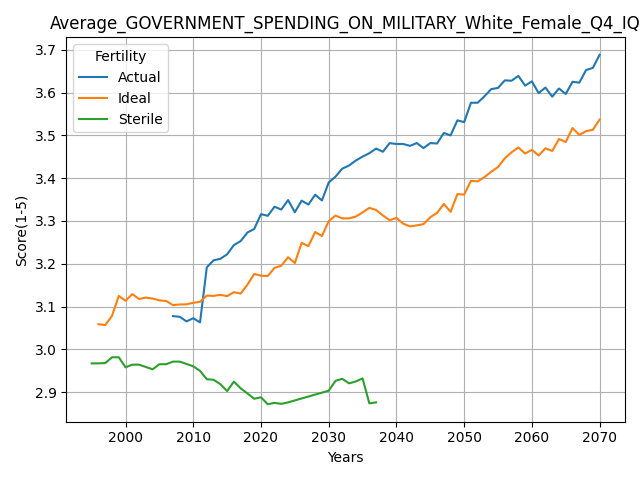 Average_GOVERNMENT_SPENDING_ON_MILITARY_White_Female_Q4_IQ
Fertility
Actual
Ideal
Sterile
3.7
3.6
3.5
3.4
3.3
3.2
3.1
3.0
2.9
Score(1-5)
2000
2010
2020
2030
2040
2050
2060
2070
Years